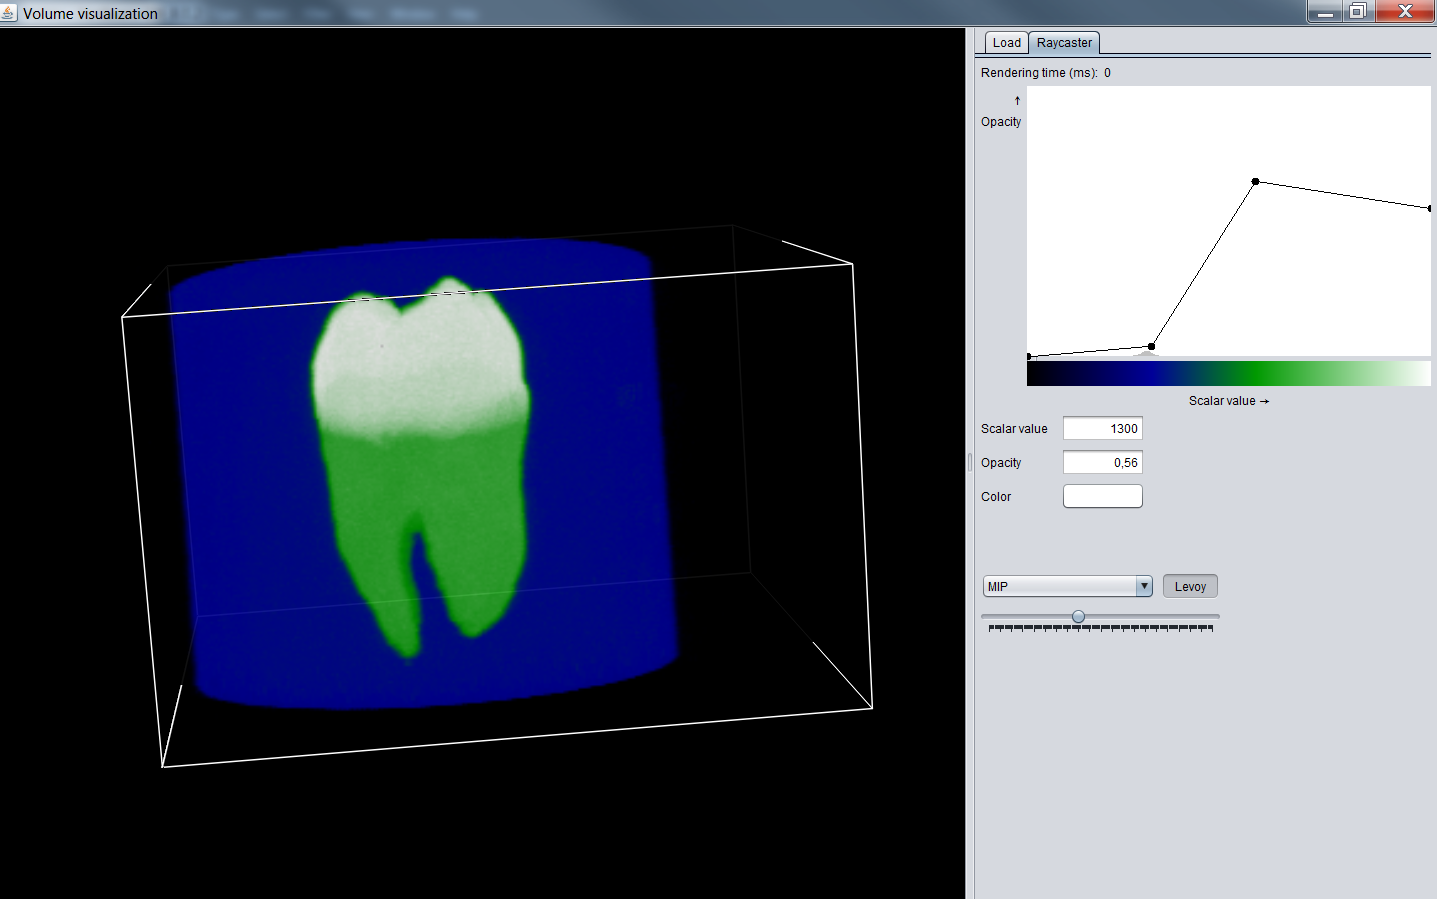 Volume visualization
Load Raycaster
Rendering time (ms): 0
↑
Opacity
Scalar value →
Scalar value 1300
Opacity 0,56
Color
MIP Levoy